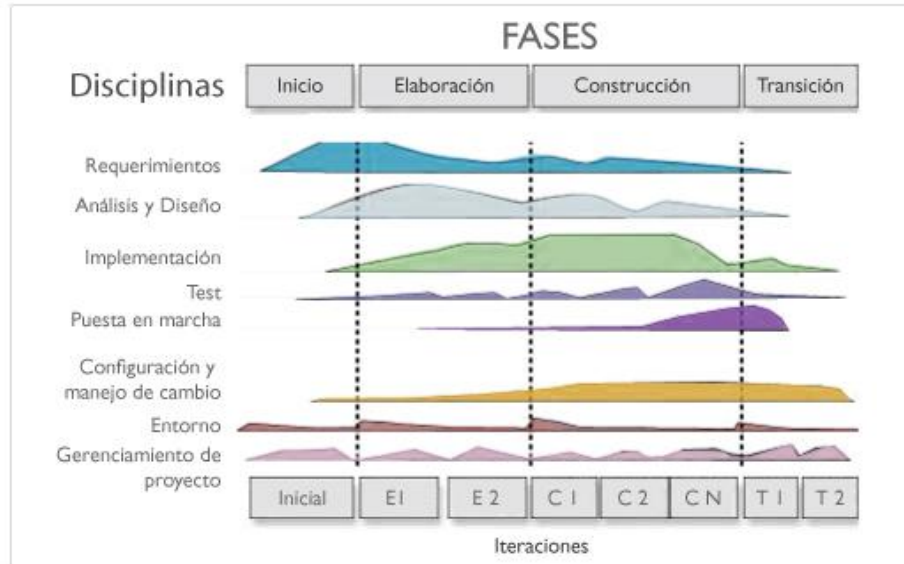 FASES
Disciplinas
Inicio
Elaboración
Construcción
Transición
Requerimientos
Análisis y Diseño
Implementación
Test
Puesta en marcha
Configuración y
manejo de cambio
Entorno
Gerenciamiento de
proyecto
Inicial
E1
E 2
C 1
C 2
C N
T 1
T 2
Iteraciones